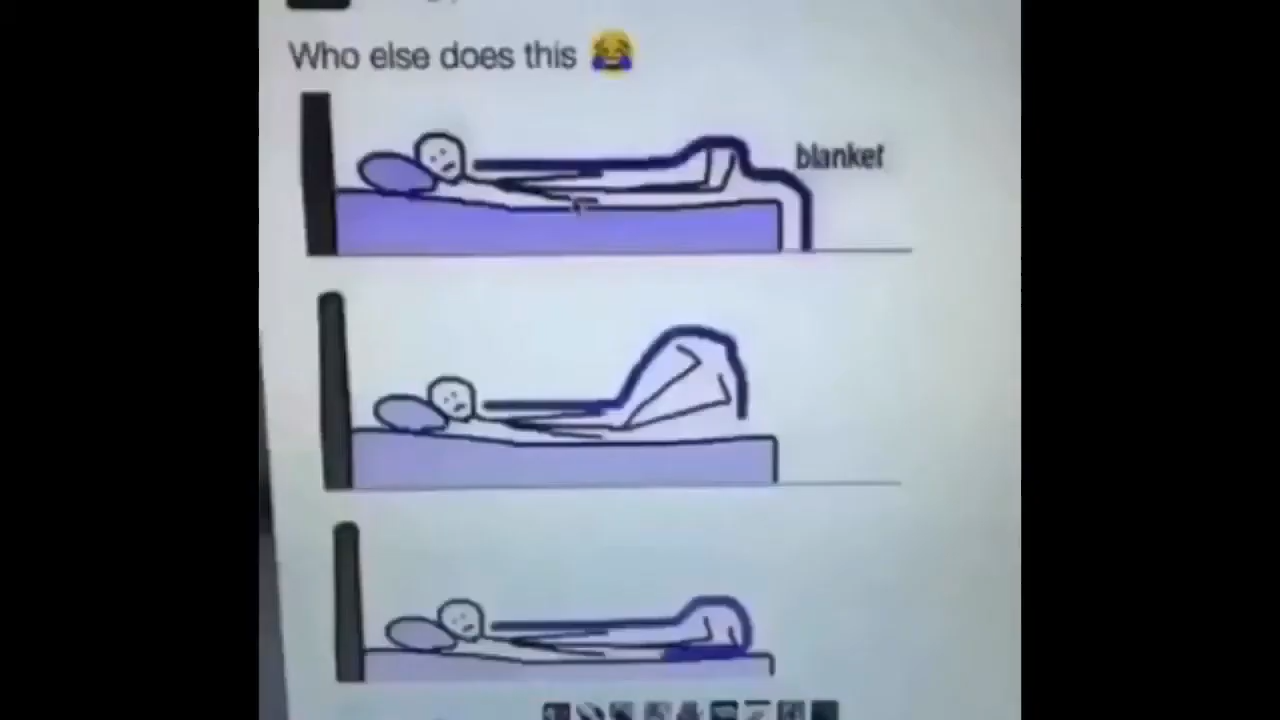 Who else does this 😂
blanket